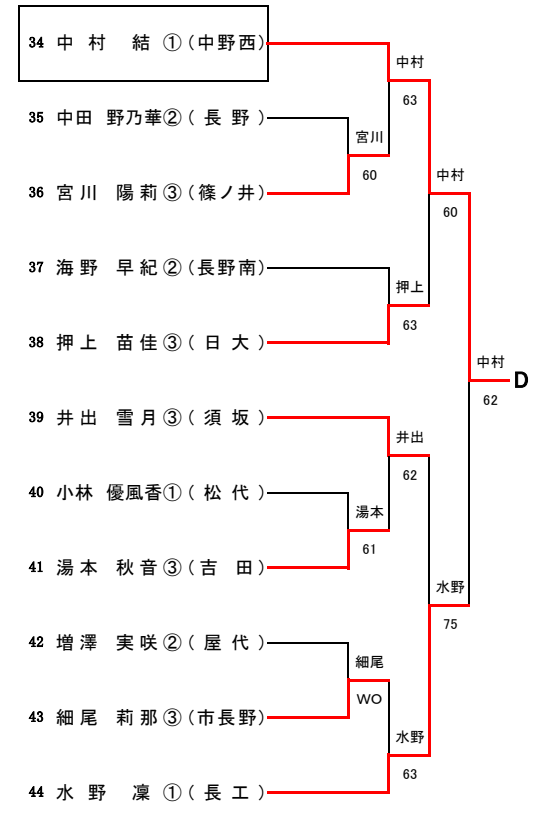 34 中村 結①(中野西)
中村
63
35 中田 野乃華②(長野)
宮川
60
36 宮川 陽莉③(篠ノ井)
中村
60
37 海野 早紀②(長野南)
押上
63
38 押上 苗佳③(日大)
中村
D
62
39 井出 雪月③(須坂)
井出
62
40 小林 優風香①(松代)
湯本
61
41 湯本 秋音③(吉田)
水野
75
42 増澤 実咲②(屋代)
細尾
WO
43 細尾 莉那③(市長野)
水野
63
44 水野 凜①(長工)